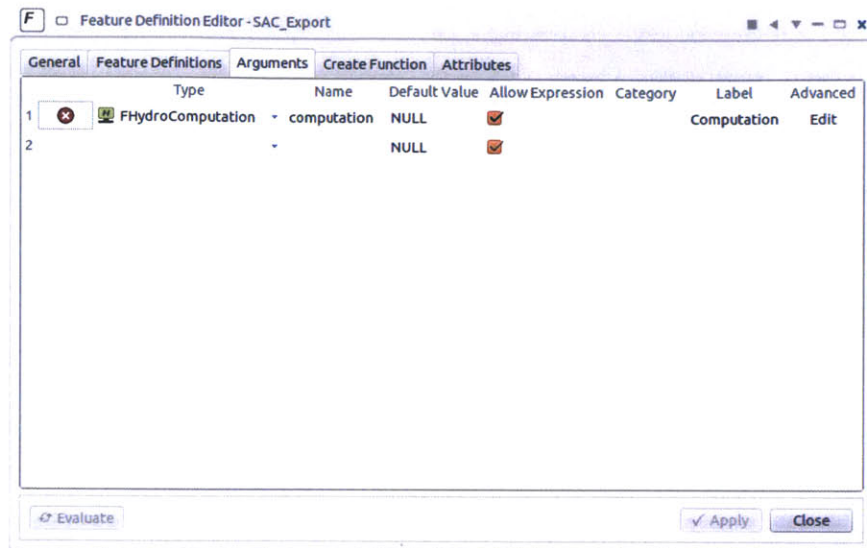 F Feature Definition Editor - SAC_Export
General Feature Definitions Arguments Create Function Attributes
Type Name Default Value Allow Expression Category Label Advanced
1 FHydroComputation computation NULL Computation Edit
2 NULL
Evaluate Apply Close